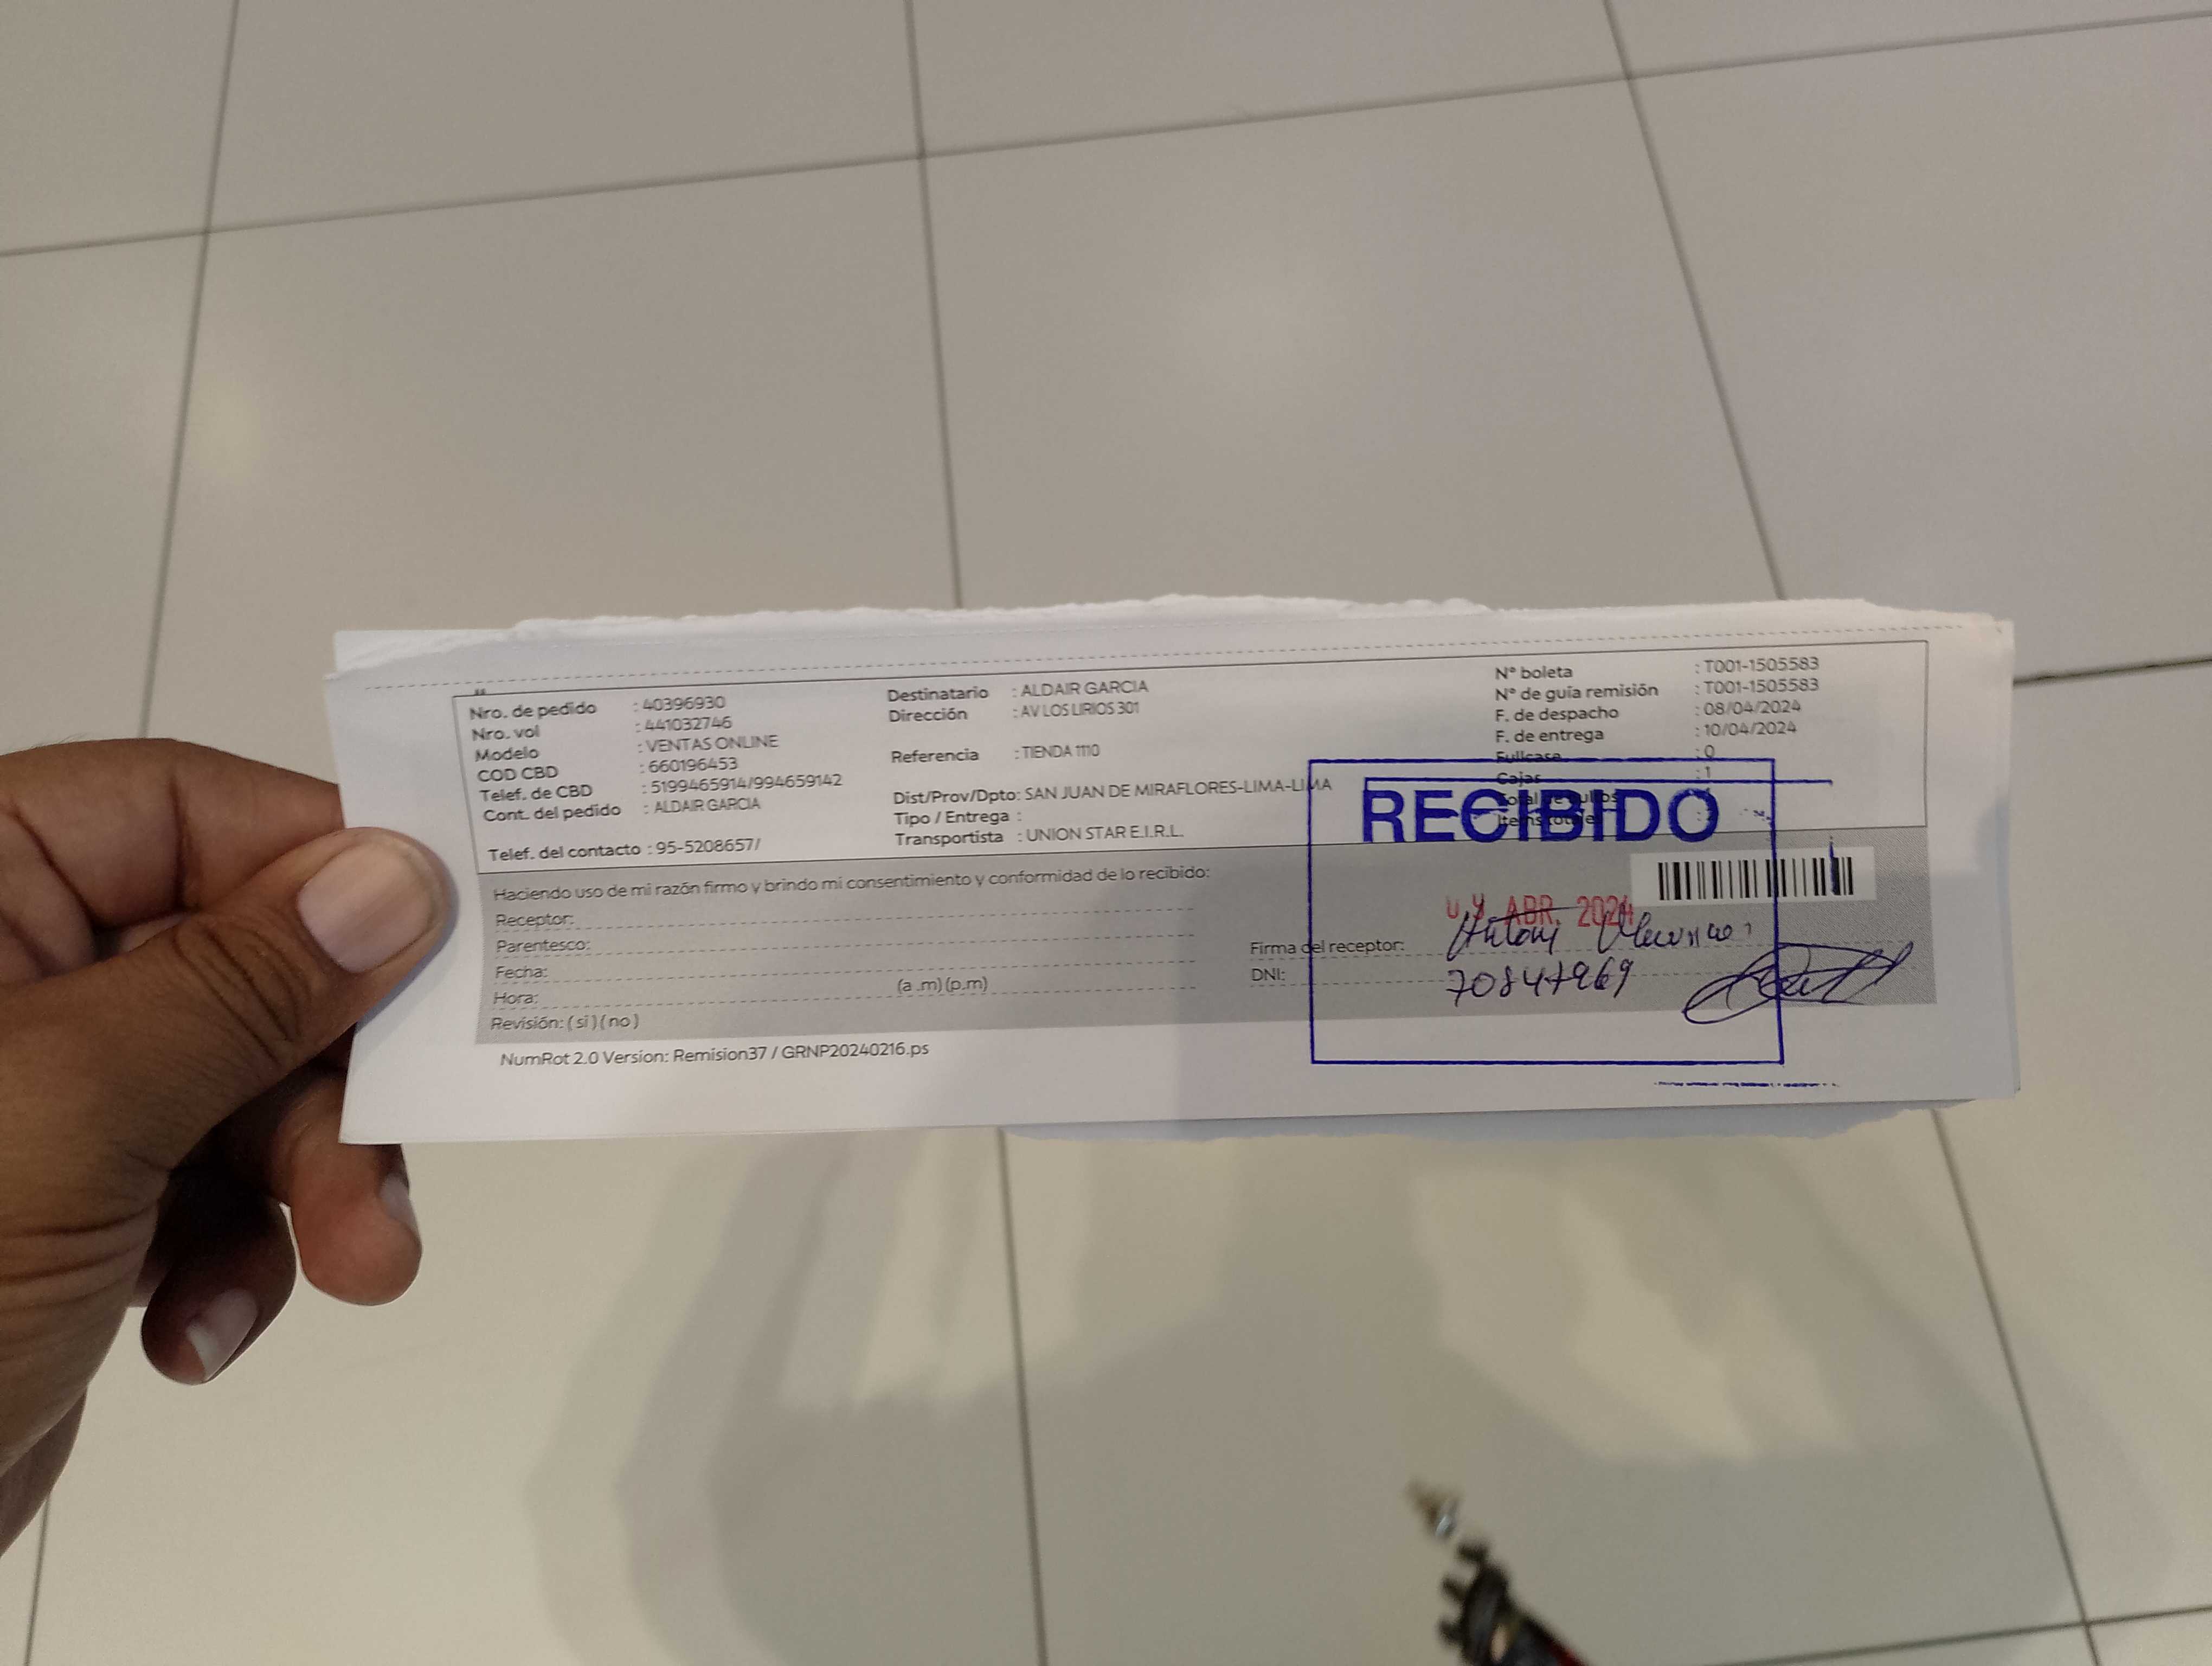 Nro. de pedido : 40396930
Nro. vol : 441032746
Modelo : VENTAS ONLINE
COD CBD : 660196453
Telef. de CBD : 5199465914/994659142
Cont. del pedido : ALDAIR GARCIA
Telef. del contacto : 95-5208657/
Destinatario : ALDAIR GARCIA
Dirección : AV LOS LIRIOS 301
Referencia : TIENDA 1110
Dist/Prov/Dpto: SAN JUAN DE MIRAFLORES-LIMA-LIMA
Tipo / Entrega :
Transportista : UNION STAR E.I.R.L.
N° boleta : T001-1505583
N° de guía remisión : T001-1505583
F. de despacho : 08/04/2024
F. de entrega : 10/04/2024
Fullcase : 0
Cajas : 1
RECIBIDO
Haciendo uso de mi razón firmo y brindo mi consentimiento y conformidad de lo recibido:
Receptor:
Parentesco:
Fecha:
Hora: (a .m) (p.m)
Revisión: ( si ) ( no )
ABR. 2024
Firma del receptor:
DNI: 70847969
NumRot 2.0 Version: Remision37 / GRNP20240216.ps